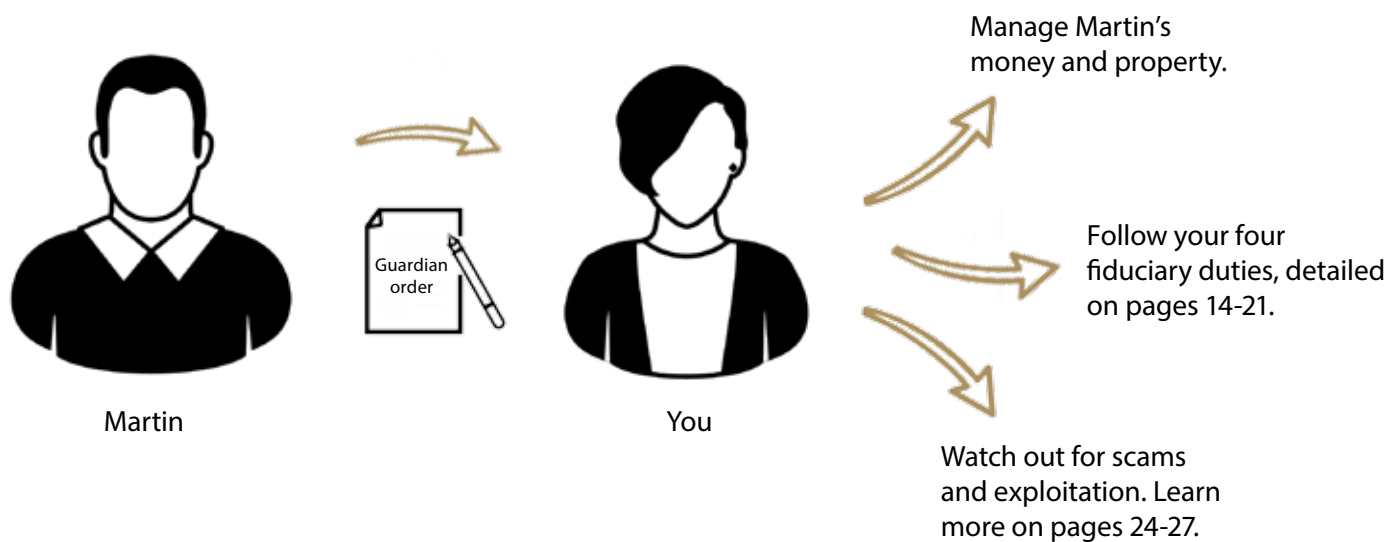 Manage Martin’s
money and property.
Guardian
order
Follow your four
fiduciary duties, detailed
on pages 14-21.
Martin
You
Watch out for scams
and exploitation. Learn
more on pages 24-27.